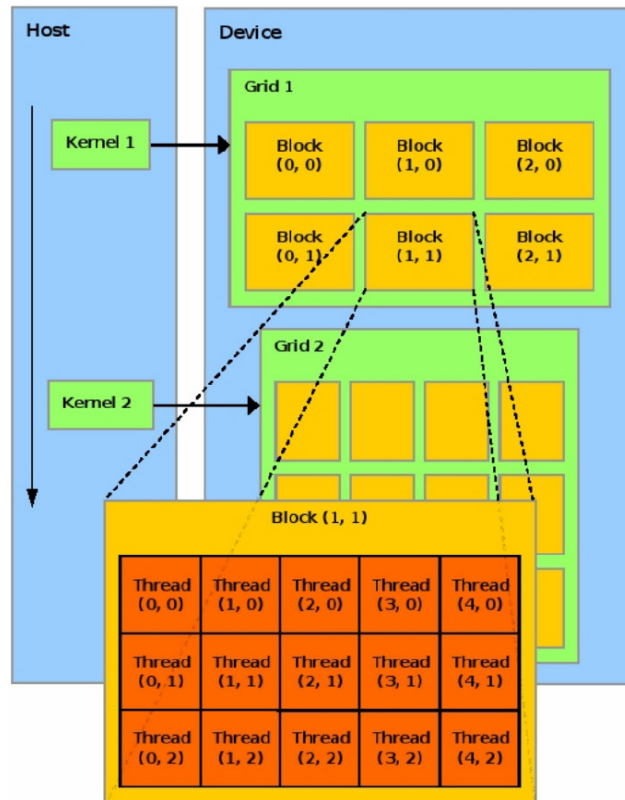 Host
Device
Grid 1
Kernel 1
Block Block Block
(0, 0) (1, 0) (2, 0)
Block Block Block
(0, 1) (1, 1) (2, 1)
Grid 2
Kernel 2
Block (1, 1)
Thread Thread Thread Thread Thread
(0, 0) (1, 0) (2, 0) (3, 0) (4, 0)
Thread Thread Thread Thread Thread
(0, 1) (1, 1) (2, 1) (3, 1) (4, 1)
Thread Thread Thread Thread Thread
(0, 2) (1, 2) (2, 2) (3, 2) (4, 2)